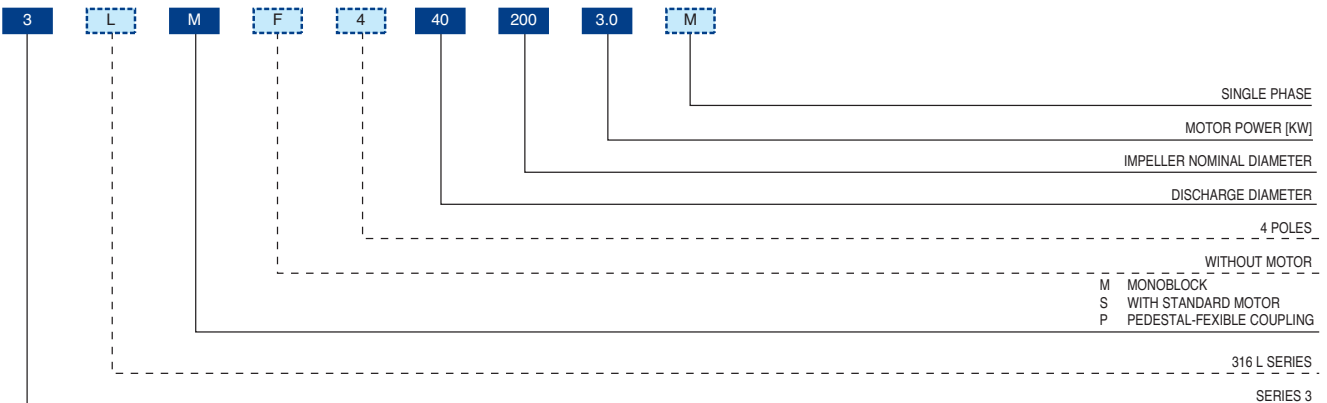 3 L M F 4 40 200 3.0 M
SINGLE PHASE
MOTOR POWER [KW]
IMPELLER NOMINAL DIAMETER
DISCHARGE DIAMETER
4 POLES
WITHOUT MOTOR
M MONOBLOCK
S WITH STANDARD MOTOR
P PEDESTAL-FEXIBLE COUPLING
316 L SERIES
SERIES 3